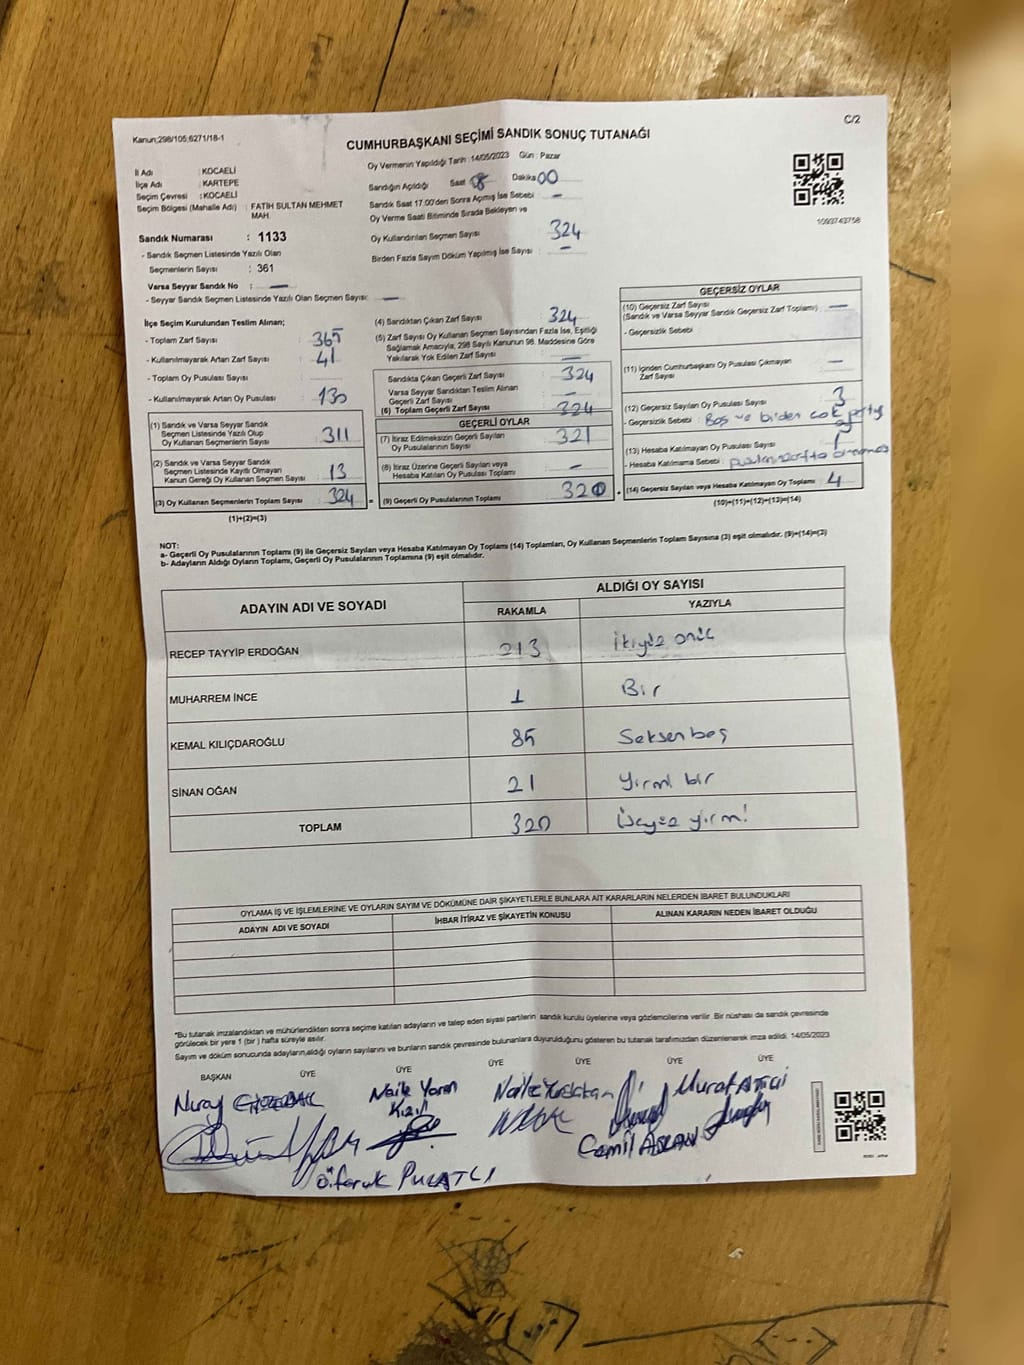 Kanun;298/105;6271/18-1
C/2
CUMHURBAŞKANI SEÇİMİ SANDIK SONUÇ TUTANAĞI
İl Adı : KOCAELİ
İlçe Adı : KARTEPE
Seçim Çevresi : KOCAELİ
Seçim Bölgesi (Mahalle Adı) : FATİH SULTAN MEHMET
MAH.
Sandık Numarası : 1133
- Sandık Seçmen Listesinde Yazılı Olan
Seçmenlerin Sayısı : 361
Varsa Seyyar Sandık No : —
- Seyyar Sandık Seçmen Listesinde Yazılı Olan Seçmen Sayısı: —
Oy Vermenin Yapıldığı Tarih : 14/05/2023 Gün : Pazar
Sandığın Açıldığı Saat 18 Dakika 00
Sandık Saat 17.00'den Sonra Açmış İse Sebebi —
Oy Verme Saati Bitiminde Sırada Bekleyen ve
Oy Kullandırılan Seçmen Sayısı 324
Birden Fazla Sayım Döküm Yapılmış İse Sayısı : —
1093743758
İlçe Seçim Kurulundan Teslim Alınan;
- Toplam Zarf Sayısı : 365
- Kullanılmayarak Artan Zarf Sayısı : 41
- Toplam Oy Pusulası Sayısı :
- Kullanılmayarak Artan Oy Pusulası : 130
(1) Sandık ve Varsa Seyyar Sandık
Seçmen Listesinde Yazılı Olup
Oy Kullanan Seçmenlerin Sayısı 311
(2) Sandık ve Varsa Seyyar Sandık
Seçmen Listesinde Kaydı Olmayan
Kanun Gereği Oy Kullanan Seçmen Sayısı 13
(3) Oy Kullanan Seçmenlerin Toplam Sayısı 324
(1)+(2)=(3)
(4) Sandıktan Çıkan Zarf Sayısı 324
(5) Zarf Sayısı Oy Kullanan Seçmen Sayısından Fazla İse, Eşitliği
Sağlamak Amacıyla, 298 Sayılı Kanunun 98. Maddesine Göre
Yakılarak Yok Edilen Zarf Sayısı —
Sandıkta Çıkan Geçerli Zarf Sayısı 324
Varsa Seyyar Sandıktan Teslim Alınan
Geçerli Zarf Sayısı —
(6) Toplam Geçerli Zarf Sayısı 324
GEÇERLİ OYLAR
(7) İtiraz Edilmeksizin Geçerli Sayılan
Oy Pusulalarının Sayısı 321
(8) İtiraz Üzerine Geçerli Sayılan veya
Hesaba Katılan Oy Pusulası Toplamı —
(9) Geçerli Oy Pusulalarının Toplamı 320
GEÇERSİZ OYLAR
(10) Geçersiz Zarf Sayısı
(Sandık ve Varsa Seyyar Sandık Geçersiz Zarf Toplamı) : —
- Geçersizlik Sebebi :
(11) İçinden Cumhurbaşkanı Oy Pusulası Çıkmayan
Zarf Sayısı —
(12) Geçersiz Sayılan Oy Pusulası Sayısı 3
- Geçersizlik Sebebi : Boş ve birden çok
(13) Hesaba Katılmayan Oy Pusulası Sayısı 1
- Hesaba Katılmama Sebebi :
(14) Geçersiz Sayılan veya Hesaba Katılmayan Oy Toplamı 4
(10)+(11)+(12)+(13)=(14)
NOT:
a- Geçerli Oy Pusulalarının Toplamı (9) ile Geçersiz Sayılan veya Hesaba Katılmayan Oy Toplamı (14) Toplamları, Oy Kullanan Seçmenlerin Toplam Sayısına (3) eşit olmalıdır. (9)+(14)=(3)
b- Adayların Aldığı Oyların Toplamı, Geçerli Oy Pusulalarının Toplamına (9) eşit olmalıdır.
ADAYIN ADI VE SOYADI ALDIĞI OY SAYISI
RAKAMLA YAZIYLA
RECEP TAYYİP ERDOĞAN 213 İkiyüz onüç
MUHARREM İNCE 1 Bir
KEMAL KILIÇDAROĞLU 85 Seksenbeş
SİNAN OĞAN 21 Yirmi bir
TOPLAM 320 Üçyüz yirmi
OYLAMA İŞ VE İŞLEMLERİNE VE OYLARIN SAYIM VE DÖKÜMÜNE DAİR ŞİKAYETLERLE BUNLARA AİT KARARLARIN NELERDEN İBARET BULUNDUKLARI
ADAYIN ADI VE SOYADI İHBAR İTİRAZ VE ŞİKAYETİN KONUSU ALINAN KARARIN NEDEN İBARET OLDUĞU
*Bu tutanak imzalandıktan ve mühürlendikten sonra seçime katılan adayların ve talep eden siyasi partilerin sandık kurulu üyelerine veya gözlemcilerine verilir. Bir nüshası da sandık çevresinde
görülecek bir yere 1 (bir ) hafta süreyle asılır.
Sayım ve döküm sonucunda adayların,aldığı oyların sayılarını ve bunların sandık çevresinde bulunanlara duyurulduğunu gösteren bu tutanak tarafımızdan düzenlenerek imza edildi. 14/05/2023
BAŞKAN ÜYE ÜYE ÜYE ÜYE ÜYE ÜYE
Nuray
Naile Yaren
Kızıl
Murat
Cemil ASLAN
Ö.faruk PULATLI